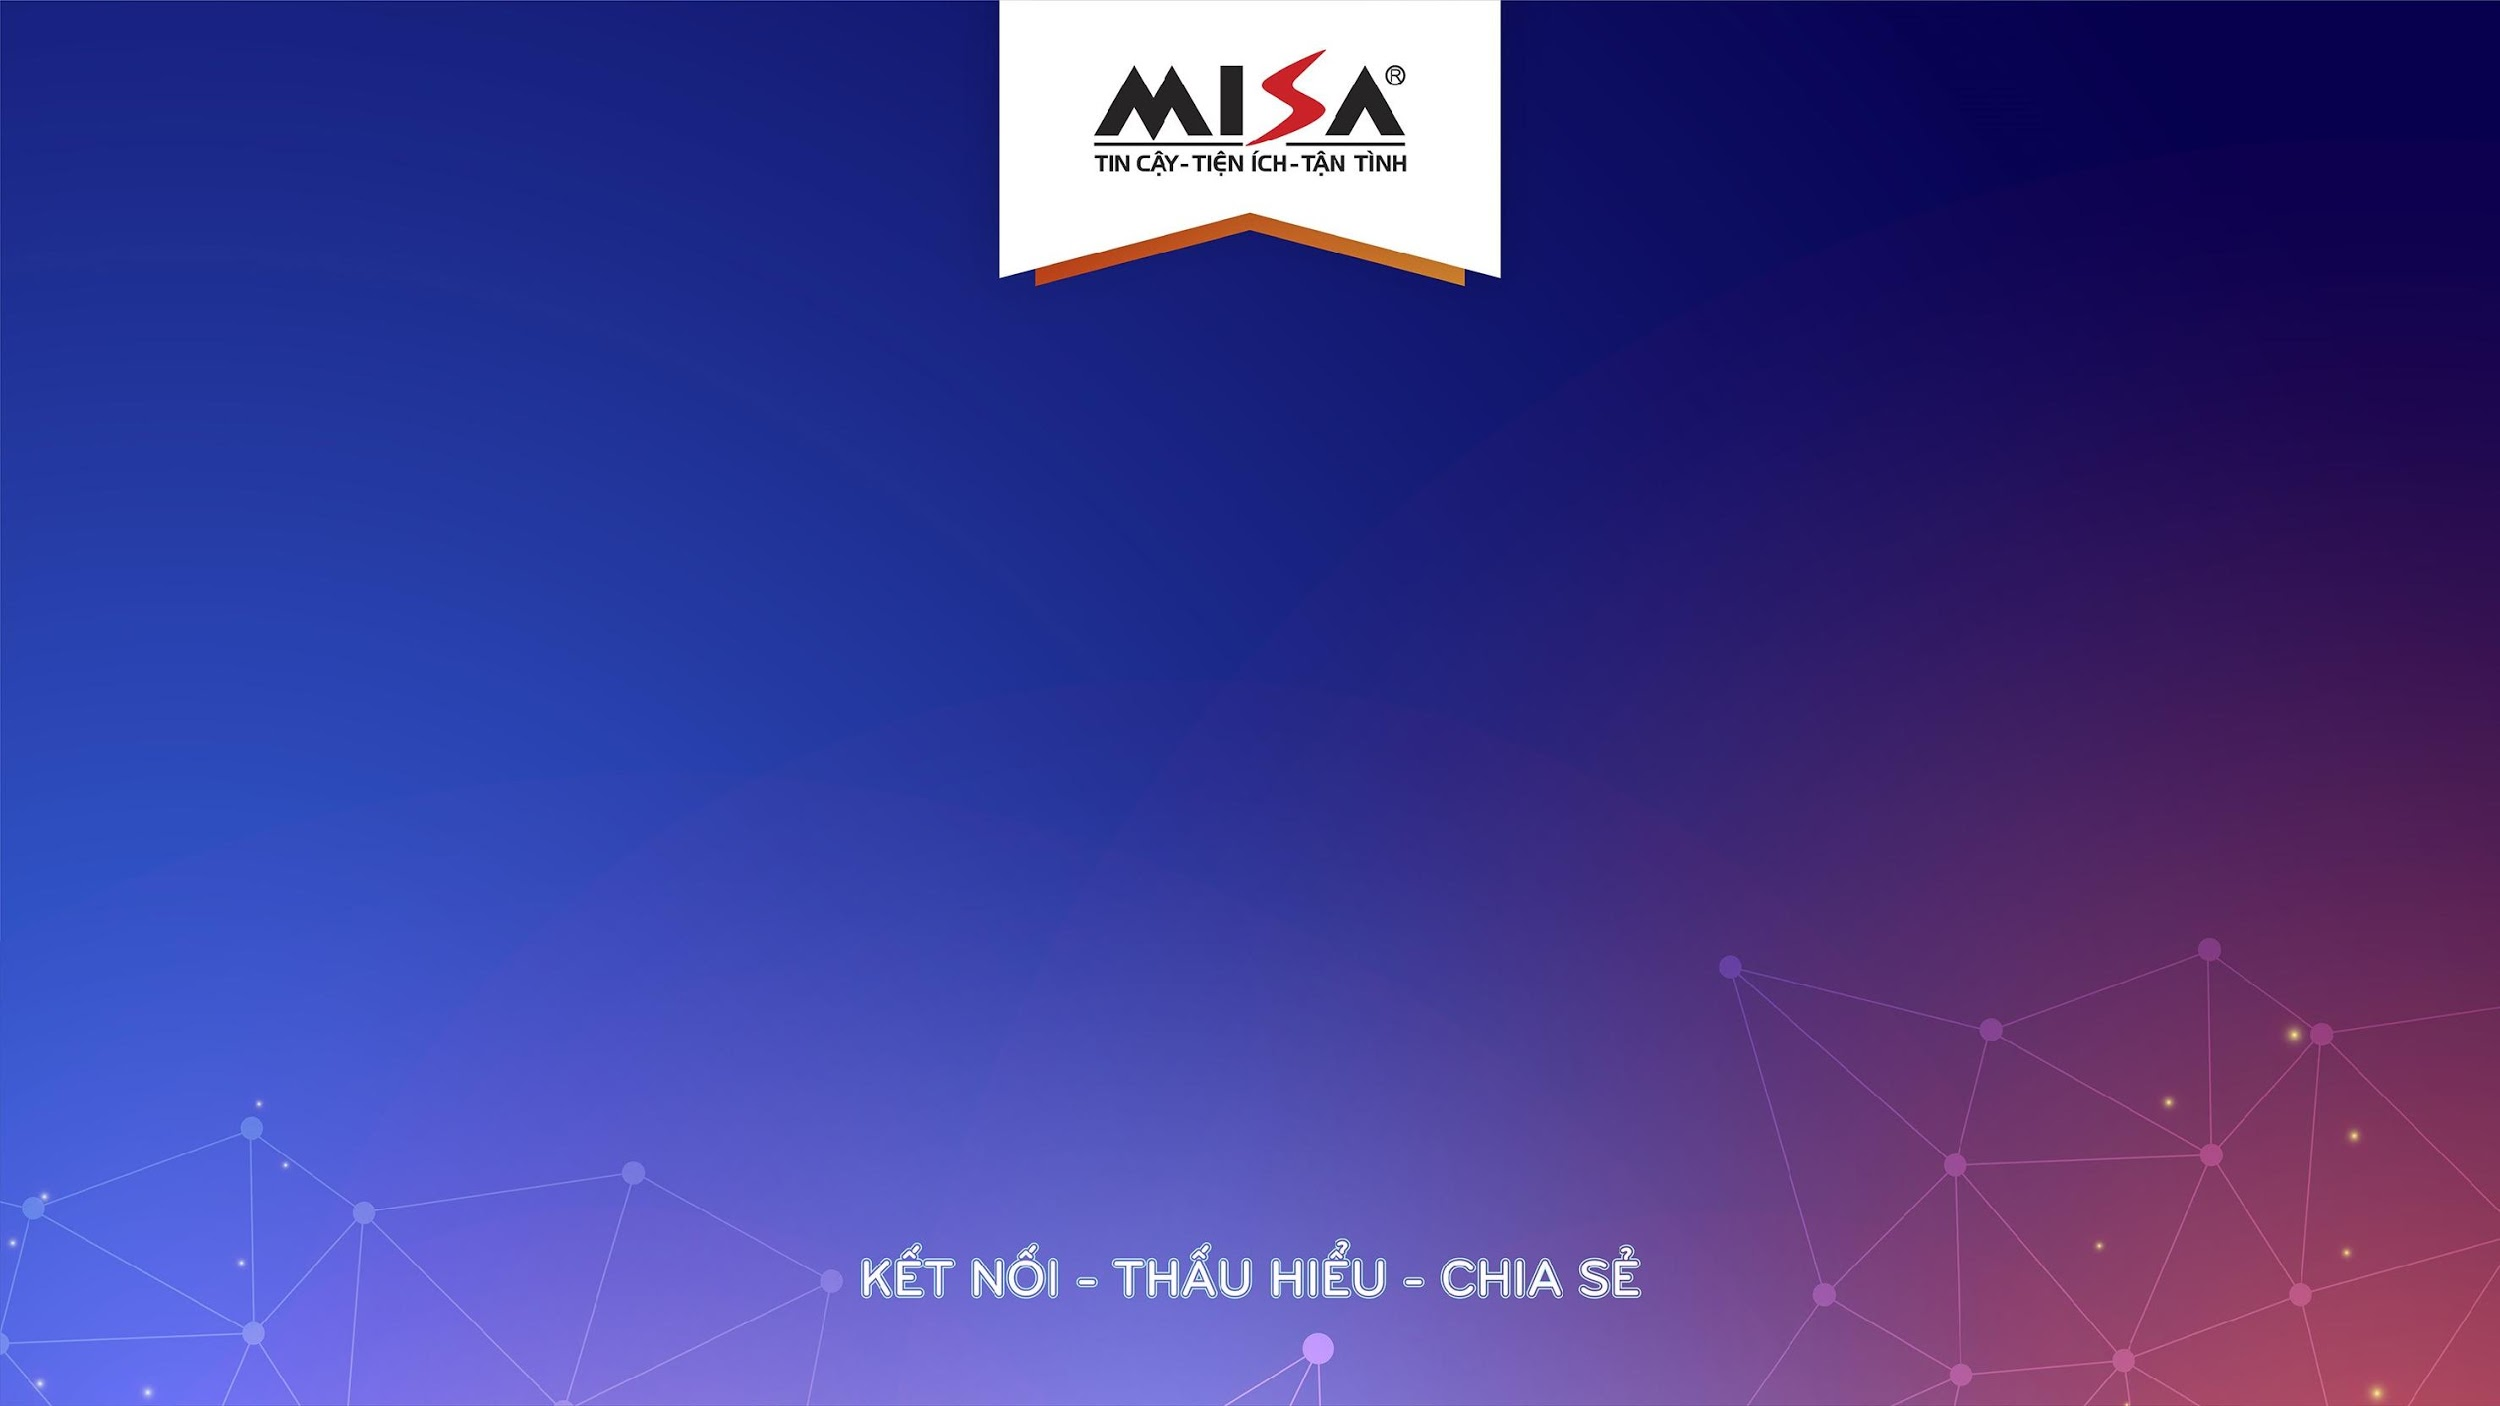 MISA®
TIN CẬY-TIỆN ÍCH-TẬN TÌNH
KẾT NỐI - THẤU HIỂU - CHIA SẺ